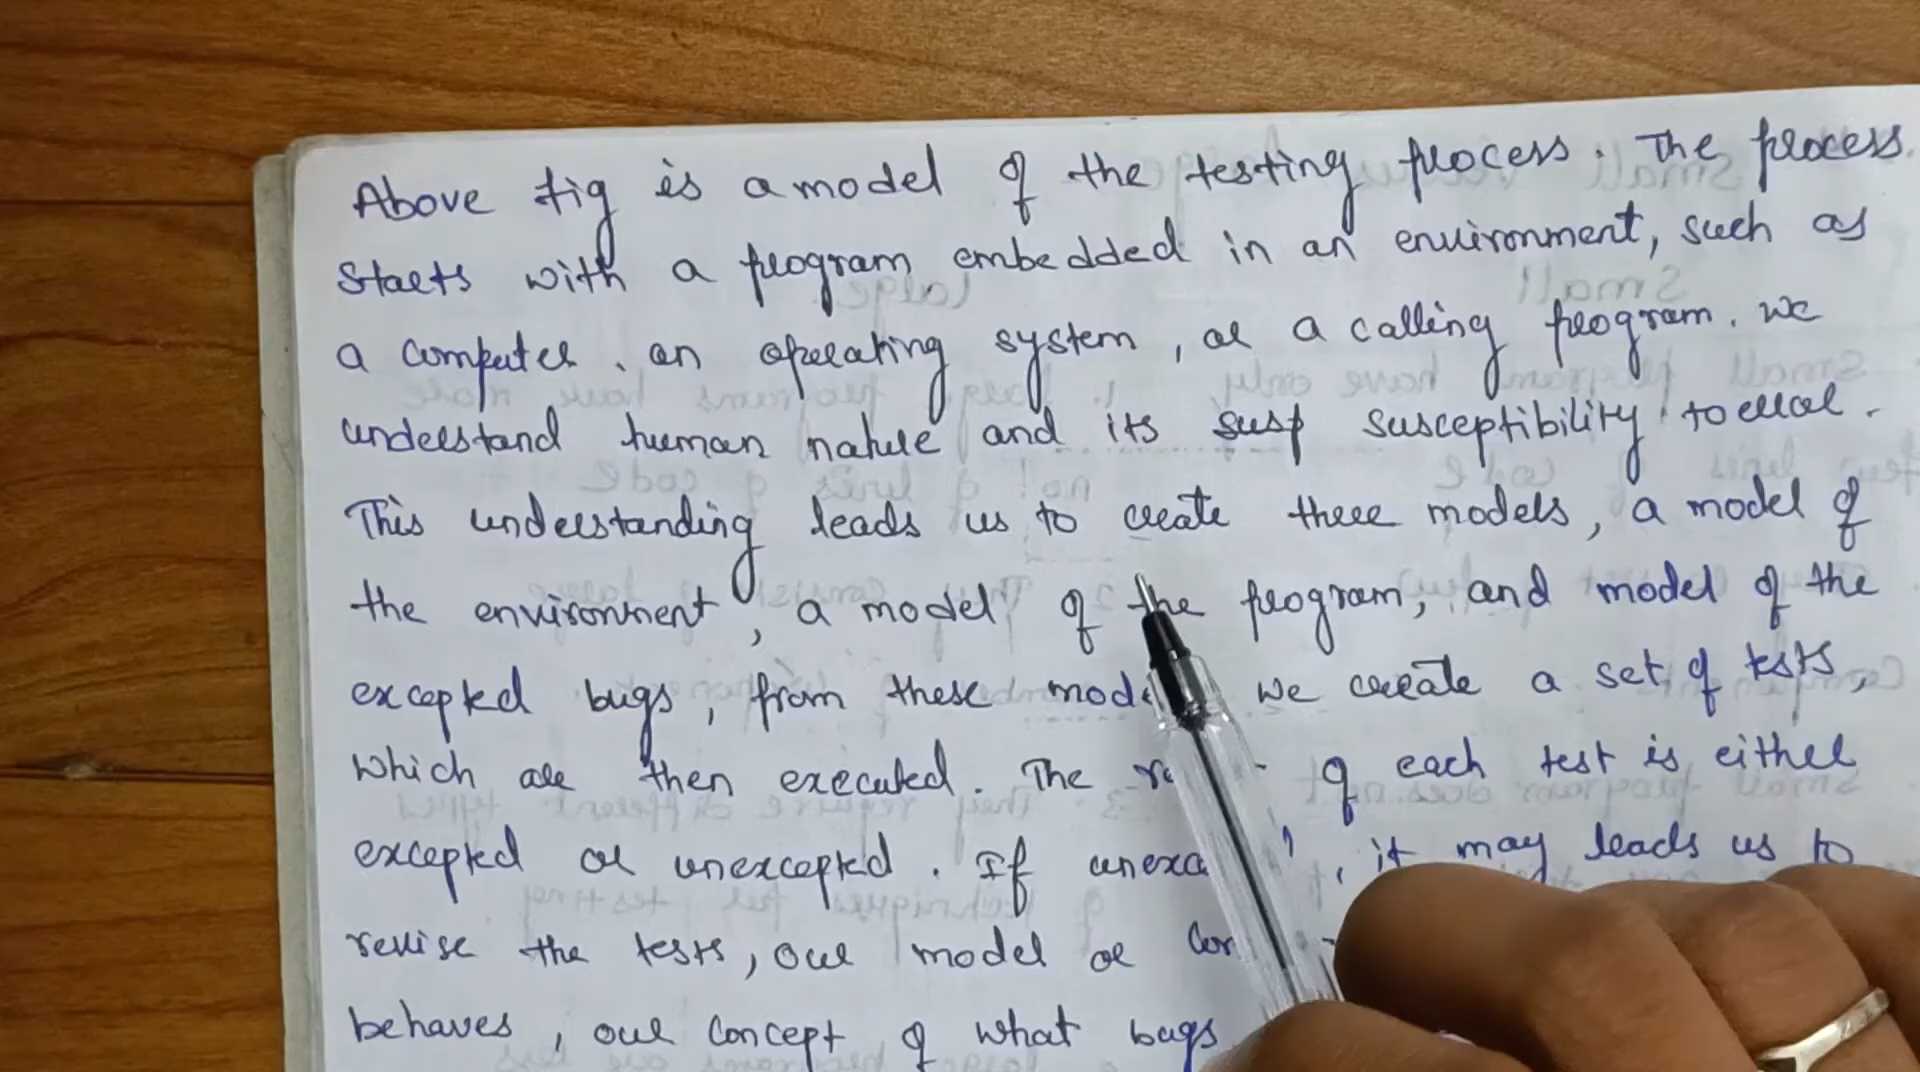 Above fig is a model of the testing process. The process
starts with a program embedded in an environment, such as
a computer. an operating system, or a calling program. We
understand human nature and its susp susceptibility to error.
This understanding leads us to create three models, a model of
the environment, a model of the program, and model of the
excepted bugs, from these we create a set of tests,
which are then executed. The of each test is either
excepted or unexcepted. If , it may leads us to
revise the tests, our model or
behaves, our concept of what bugs